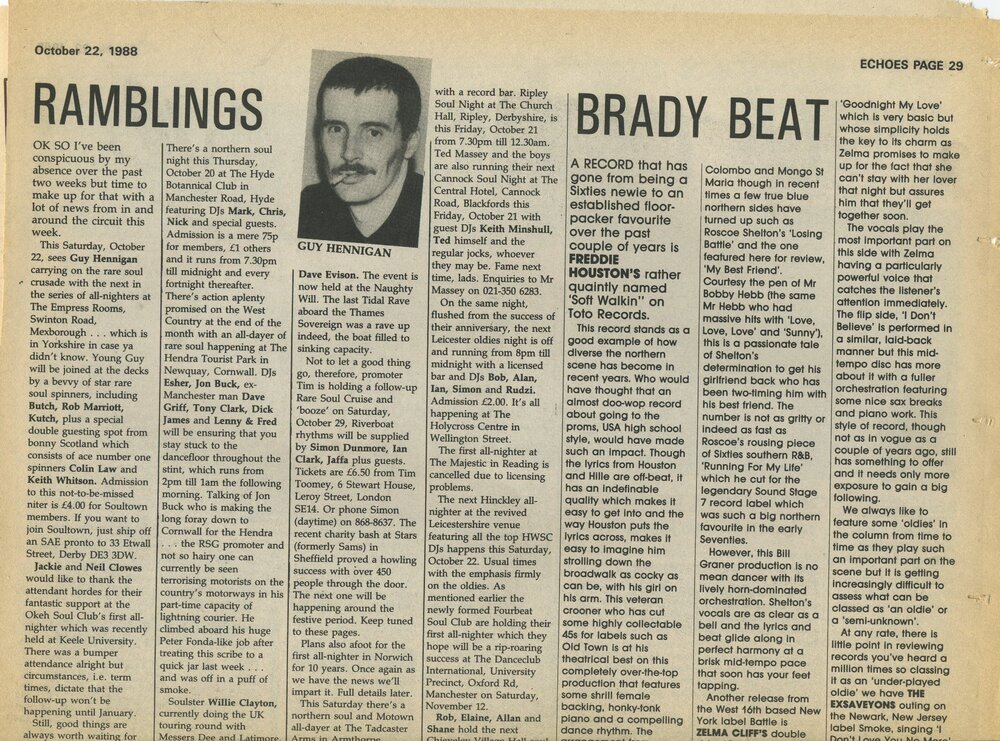 October 22, 1988
ECHOES PAGE 29
RAMBLINGS
OK SO I've been
conspicuous by my
absence over the past
two weeks but time to
make up for that with a
lot of news from in and
around the circuit this
week.
This Saturday, October
22, sees Guy Hennigan
carrying on the rare soul
crusade with the next in
the series of all-nighters at
The Empress Rooms,
Swinton Road,
Mexborough . . . which is
in Yorkshire in case ya
didn't know. Young Guy
will be joined at the decks
by a bevvy of star rare
soul spinners, including
Butch, Rob Marriott,
Kutch, plus a special
double guesting spot from
bonny Scotland which
consists of ace number one
spinners Colin Law and
Keith Whitson. Admission
to this not-to-be-missed
niter is £4.00 for Soultown
members. If you want to
join Soultown, just ship off
an SAE pronto to 33 Etwall
Street, Derby DE3 3DW.
Jackie and Neil Clowes
would like to thank the
attendant hordes for their
fantastic support at the
Okeh Soul Club's first all-
nighter which was recently
held at Keele University.
There was a bumper
attendance alright but
circumstances, i.e. term
times, dictate that the
follow-up won't be
happening until January.
Still, good things are
always worth waiting for
There's a northern soul
night this Thursday,
October 20 at The Hyde
Botannical Club in
Manchester Road, Hyde
featuring DJs Mark, Chris,
Nick and special guests.
Admission is a mere 75p
for members, £1 others
and it runs from 7.30pm
till midnight and every
fortnight thereafter.
There's action aplenty
promised on the West
Country at the end of the
month with an all-dayer of
rare soul happening at The
Hendra Tourist Park in
Newquay, Cornwall. DJs
Esher, Jon Buck, ex-
Manchester man Dave
Griff, Tony Clark, Dick
James and Lenny & Fred
will be ensuring that you
stay stuck to the
dancefloor throughout the
stint, which runs from
2pm till 1am the following
morning. Talking of Jon
Buck who is making the
long foray down to
Cornwall for the Hendra
. . . the RSG promoter and
not so hairy one can
currently be seen
terrorising motorists on the
country's motorways in his
part-time capacity of
lightning courier. He
climbed aboard his huge
Peter Fonda-like job after
treating this scribe to a
quick jar last week . . .
and was off in a puff of
smoke.
Soulster Willie Clayton,
currently doing the UK
touring round with
Messers Dee and Latimore
GUY HENNIGAN
Dave Evison. The event is
now held at the Naughty
Will. The last Tidal Rave
aboard the Thames
Sovereign was a rave up
indeed, the boat filled to
sinking capacity.
Not to let a good thing
go, therefore, promoter
Tim is holding a follow-up
Rare Soul Cruise and
'booze' on Saturday,
October 29, Riverboat
rhythms will be supplied
by Simon Dunmore, Ian
Clark, Jaffa plus guests.
Tickets are £6.50 from Tim
Toomey, 6 Stewart House,
Leroy Street, London
SE14. Or phone Simon
(daytime) on 868-8637. The
recent charity bash at Stars
(formerly Sams) in
Sheffield proved a howling
success with over 450
people through the door.
The next one will be
happening around the
festive period. Keep tuned
to these pages.
Plans also afoot for the
first all-nighter in Norwich
for 10 years. Once again as
we have the news we'll
impart it. Full details later.
This Saturday there's a
northern soul and Motown
all-dayer at The Tadcaster
Arms in Armthorpe
with a record bar. Ripley
Soul Night at The Church
Hall, Ripley, Derbyshire, is
this Friday, October 21
from 7.30pm till 12.30am.
Ted Massey and the boys
are also running their next
Cannock Soul Night at The
Central Hotel, Cannock
Road, Blackfords this
Friday, October 21 with
guest DJs Keith Minshull,
Ted himself and the
regular jocks, whoever
they may be. Fame next
time, lads. Enquiries to Mr
Massey on 021-350 6283.
On the same night,
flushed from the success of
their anniversary, the next
Leicester oldies night is off
and running from 8pm till
midnight with a licensed
bar and DJs Bob, Alan,
Ian, Simon and Rudzi.
Admission £2.00. It's all
happening at The
Holycross Centre in
Wellington Street.
The first all-nighter at
The Majestic in Reading is
cancelled due to licensing
problems.
The next Hinckley all-
nighter at the revived
Leicestershire venue
featuring all the top HWSC
DJs happens this Saturday,
October 22. Usual times
with the emphasis firmly
on the oldies. As
mentioned earlier the
newly formed Fourbeat
Soul Club are holding their
first all-nighter which they
hope will be a rip-roaring
success at The Danceclub
International, University
Precinct, Oxford Rd,
Manchester on Saturday,
November 12.
Rob, Elaine, Allan and
Shane hold the next
BRADY BEAT
A RECORD that has
gone from being a
Sixties newie to an
established floor-
packer favourite
over the past
couple of years is
FREDDIE
HOUSTON'S rather
quaintly named
'Soft Walkin'' on
Toto Records.
This record stands as a
good example of how
diverse the northern
scene has become in
recent years. Who would
have thought that an
almost doo-wop record
about going to the
proms, USA high school
style, would have made
such an impact. Though
the lyrics from Houston
and Hille are off-beat, it
has an indefinable
quality which makes it
easy to get into and the
way Houston puts the
lyrics across, makes it
easy to imagine him
strolling down the
broadwalk as cocky as
can be, with his girl on
his arm. This veteran
crooner who has cut
some highly collectable
45s for labels such as
Old Town is at his
theatrical best on this
completely over-the-top
production that features
some shrill female
backing, honky-tonk
piano and a compelling
dance rhythm. The
Colombo and Mongo St
Maria though in recent
times a few true blue
northern sides have
turned up such as
Roscoe Shelton's 'Losing
Battle' and the one
featured here for review,
'My Best Friend'.
Courtesy the pen of Mr
Bobby Hebb (the same
Mr Hebb who had
massive hits with 'Love,
Love, Love' and 'Sunny'),
this is a passionate tale
of Shelton's
determination to get his
girlfriend back who has
been two-timing him with
his best friend. The
number is not as gritty or
indeed as fast as
Roscoe's rousing piece
of Sixties southern R&B,
'Running For My Life'
which he cut for the
legendary Sound Stage
7 record label which
was such a big northern
favourite in the early
Seventies.
However, this Bill
Graner production is no
mean dancer with its
lively horn-dominated
orchestration. Shelton's
vocals are as clear as a
bell and the lyrics and
beat glide along in
perfect harmony at a
brisk mid-tempo pace
that soon has your feet
tapping.
Another release from
the West 16th based New
York label Battle is
ZELMA CLIFF'S double
'Goodnight My Love'
which is very basic but
whose simplicity holds
the key to its charm as
Zelma promises to make
up for the fact that she
can't stay with her lover
that night but assures
him that they'll get
together soon.
The vocals play the
most important part on
this side with Zelma
having a particularly
powerful voice that
catches the listener's
attention immediately.
The flip side, 'I Don't
Believe' is performed in
a similar, laid-back
manner but this mid-
tempo disc has more
about it with a fuller
orchestration featuring
some nice sax breaks
and piano work. This
style of record, though
not as in vogue as a
couple of years ago, still
has something to offer
and it needs only more
exposure to gain a big
following.
We always like to
feature some 'oldies' in
the column from time to
time as they play such
an important part on the
scene but it is getting
increasingly difficult to
assess what can be
classed as 'an oldie' or
a 'semi-unknown'.
At any rate, there is
little point in reviewing
records you've heard a
million times so classing
it as an 'under-played
oldie' we have THE
EXSAVEYONS outing on
the Newark, New Jersey
label Smoke, singing 'I
Don't Love You No More'